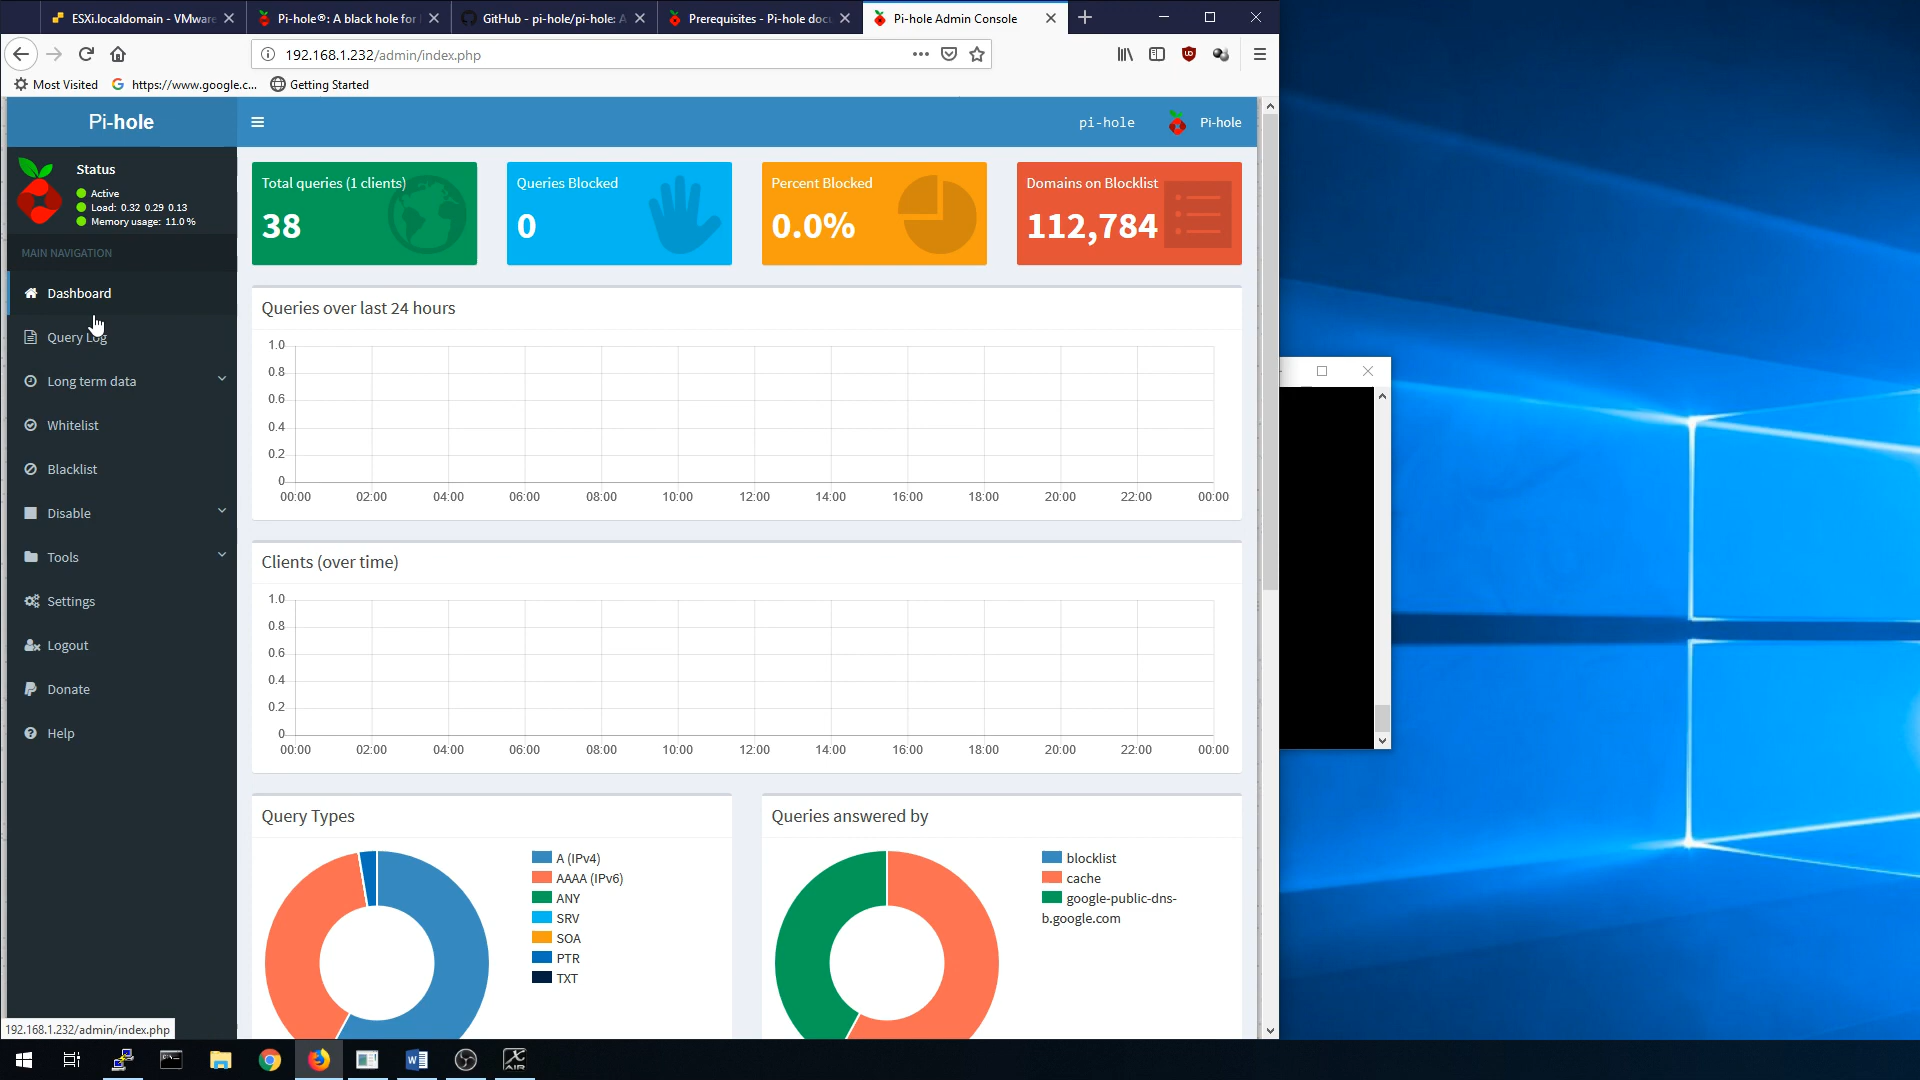 ESXi.localdomain - VMware
Pi-hole®: A black hole for
GitHub - pi-hole/pi-hole: A
Prerequisites - Pi-hole doc
Pi-hole Admin Console
192.168.1.232/admin/index.php
Most Visited
https://www.google.c...
Getting Started
Pi-hole
pi-hole
Pi-hole
Status
Active
Load: 0.32 0.29 0.13
Memory usage: 11.0 %
MAIN NAVIGATION
Dashboard
Query Log
Long term data
Whitelist
Blacklist
Disable
Tools
Settings
Logout
Donate
Help
Total queries (1 clients)
38
Queries Blocked
0
Percent Blocked
0.0%
Domains on Blocklist
112,784
Queries over last 24 hours
1.0
0.8
0.6
0.4
0.2
0
00:00 02:00 04:00 06:00 08:00 10:00 12:00 14:00 16:00 18:00 20:00 22:00 00:00
Clients (over time)
1.0
0.8
0.6
0.4
0.2
0
00:00 02:00 04:00 06:00 08:00 10:00 12:00 14:00 16:00 18:00 20:00 22:00 00:00
Query Types
A (IPv4)
AAAA (IPv6)
ANY
SRV
SOA
PTR
TXT
Queries answered by
blocklist
cache
google-public-dns-
b.google.com
192.168.1.232/admin/index.php
X
AIR